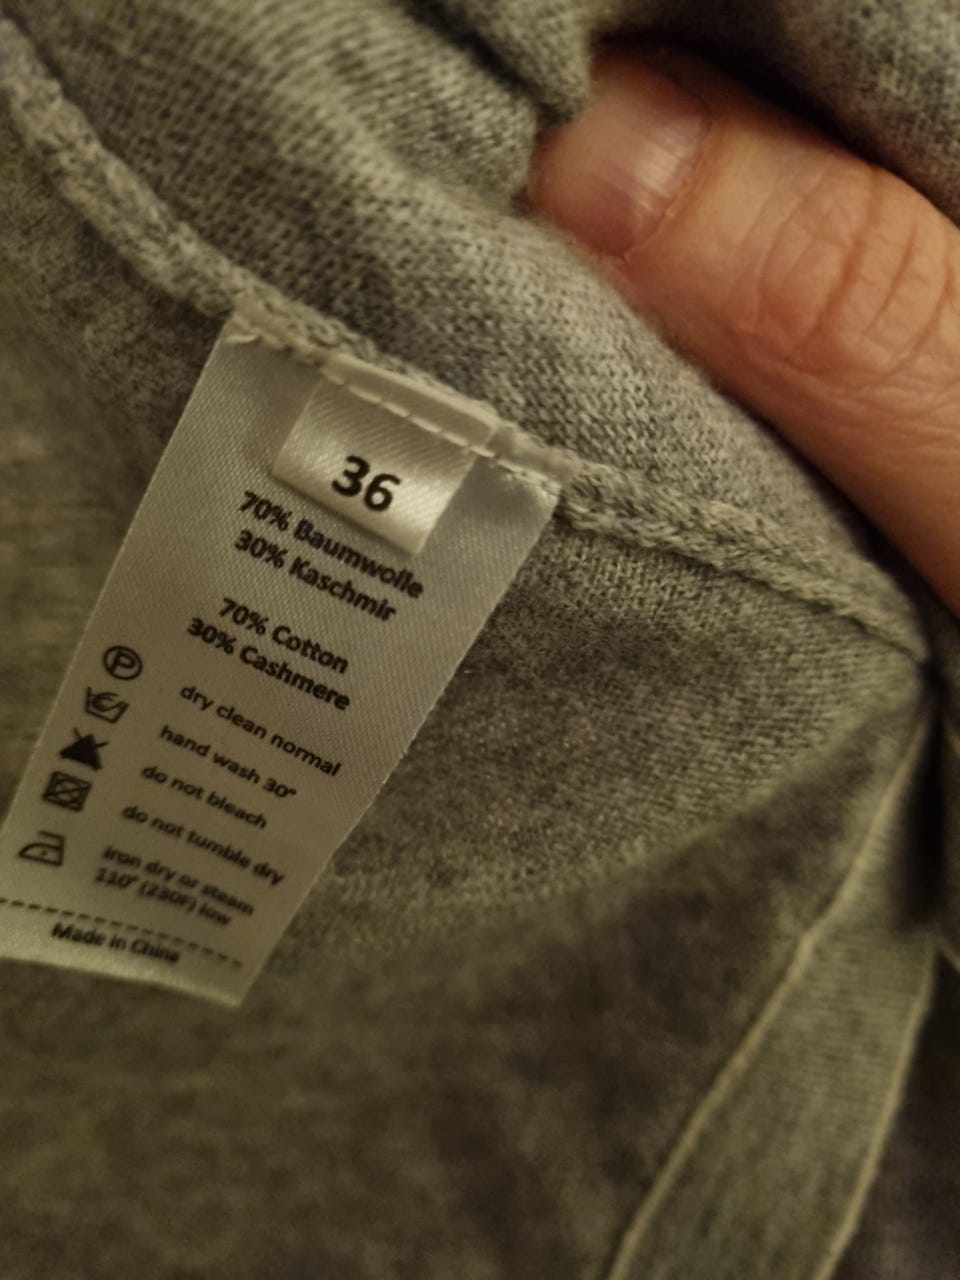 36
70% Baumwolle
30% Kaschmir
70% Cotton
30% Cashmere
P
dry clean normal
hand wash 30°
do not bleach
do not tumble dry
iron dry or steam
110° (230F) low
Made in China